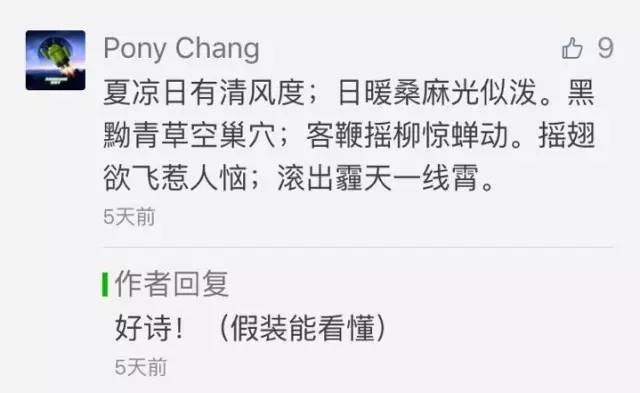 Pony Chang
9
夏凉日有清风度；日暖桑麻光似泼。黑
黝青草空巢穴；客鞭摇柳惊蝉动。摇翅
欲飞惹人恼；滚出霾天一线霄。
5天前
作者回复
好诗！（假装能看懂）
5天前